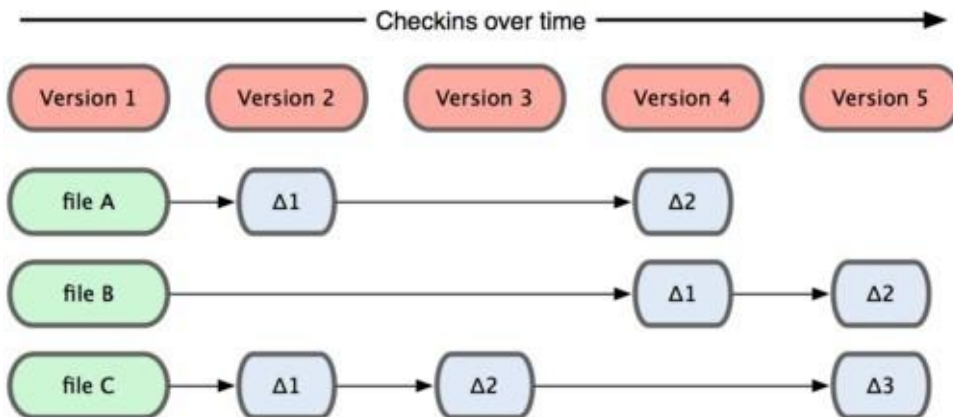 Checkins over time
Version 1 Version 2 Version 3 Version 4 Version 5
file A Δ1 Δ2
file B Δ1 Δ2
file C Δ1 Δ2 Δ3